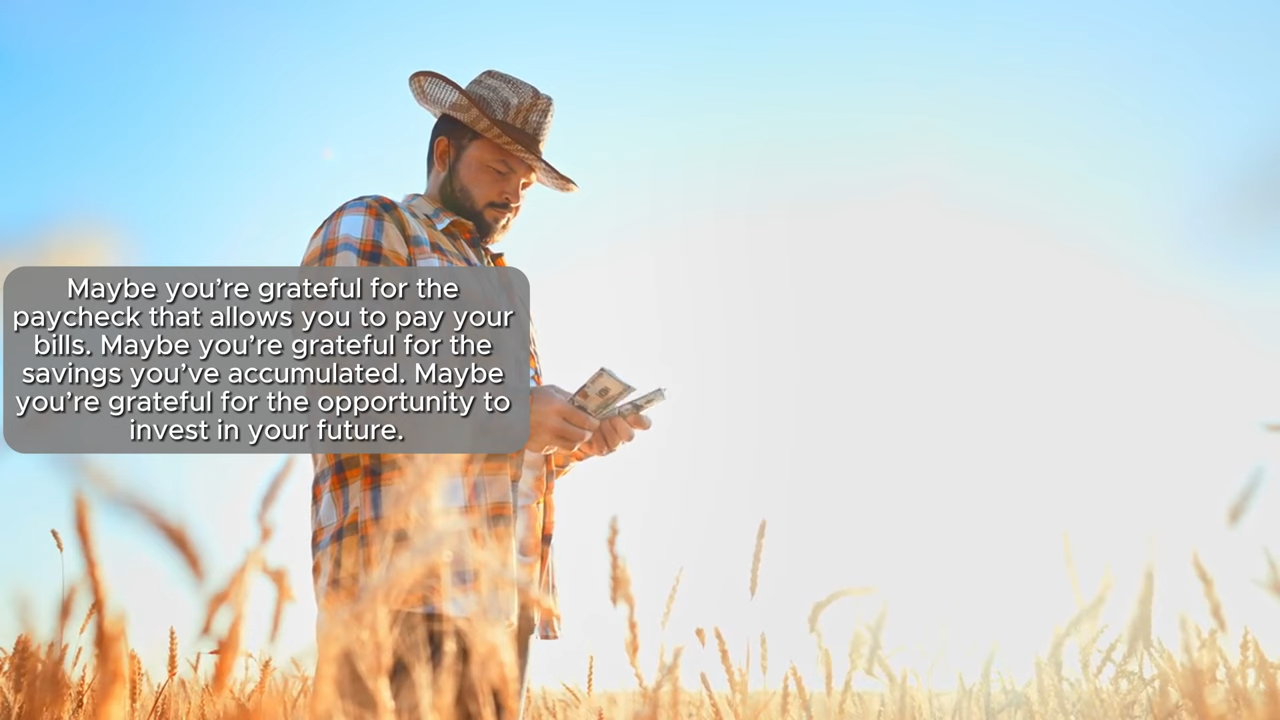 Maybe you're grateful for the
paycheck that allows you to pay your
bills. Maybe you're grateful for the
savings you've accumulated. Maybe
you're grateful for the opportunity to
invest in your future.